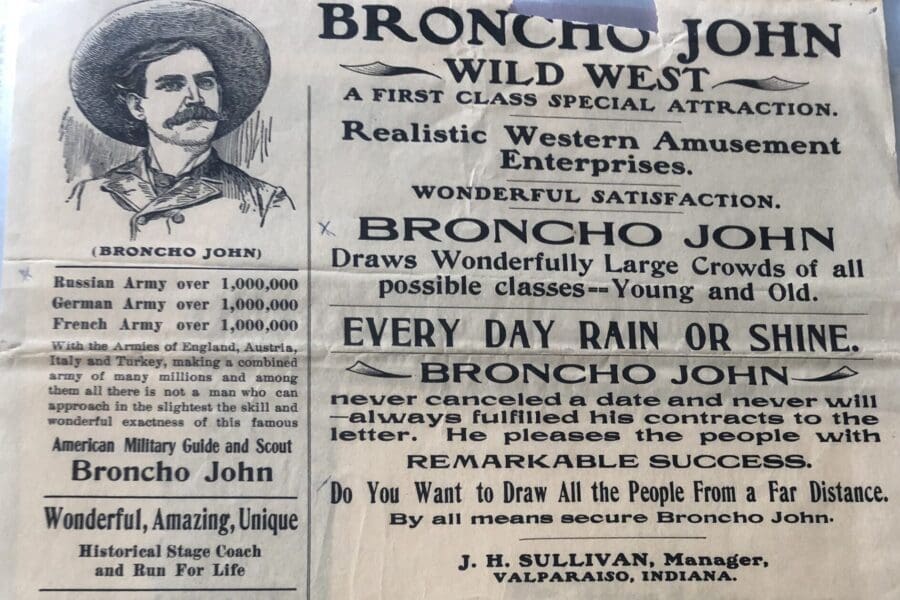 (BRONCHO JOHN)
Russian Army over 1,000,000
German Army over 1,000,000
French Army over 1,000,000
With the Armies of England, Austria,
Italy and Turkey, making a combined
army of many millions and among
them all there is not a man who can
approach in the slightest the skill and
wonderful exactness of this famous
American Military Guide and Scout
Broncho John
Wonderful, Amazing, Unique
Historical Stage Coach
and Run For Life
BRONCHO JOHN
WILD WEST
A FIRST CLASS SPECIAL ATTRACTION.
Realistic Western Amusement
Enterprises.
WONDERFUL SATISFACTION.
x BRONCHO JOHN
Draws Wonderfully Large Crowds of all
possible classes--Young and Old.
EVERY DAY RAIN OR SHINE.
BRONCHO JOHN
never canceled a date and never will
—always fulfilled his contracts to the
letter. He pleases the people with
REMARKABLE SUCCESS.
Do You Want to Draw All the People From a Far Distance.
By all means secure Broncho John.
J. H. SULLIVAN, Manager,
VALPARAISO, INDIANA.